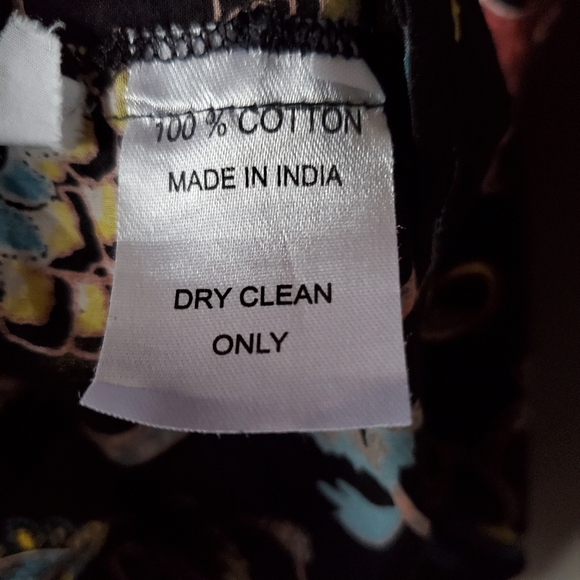 100 % COTTON
MADE IN INDIA
DRY CLEAN
ONLY